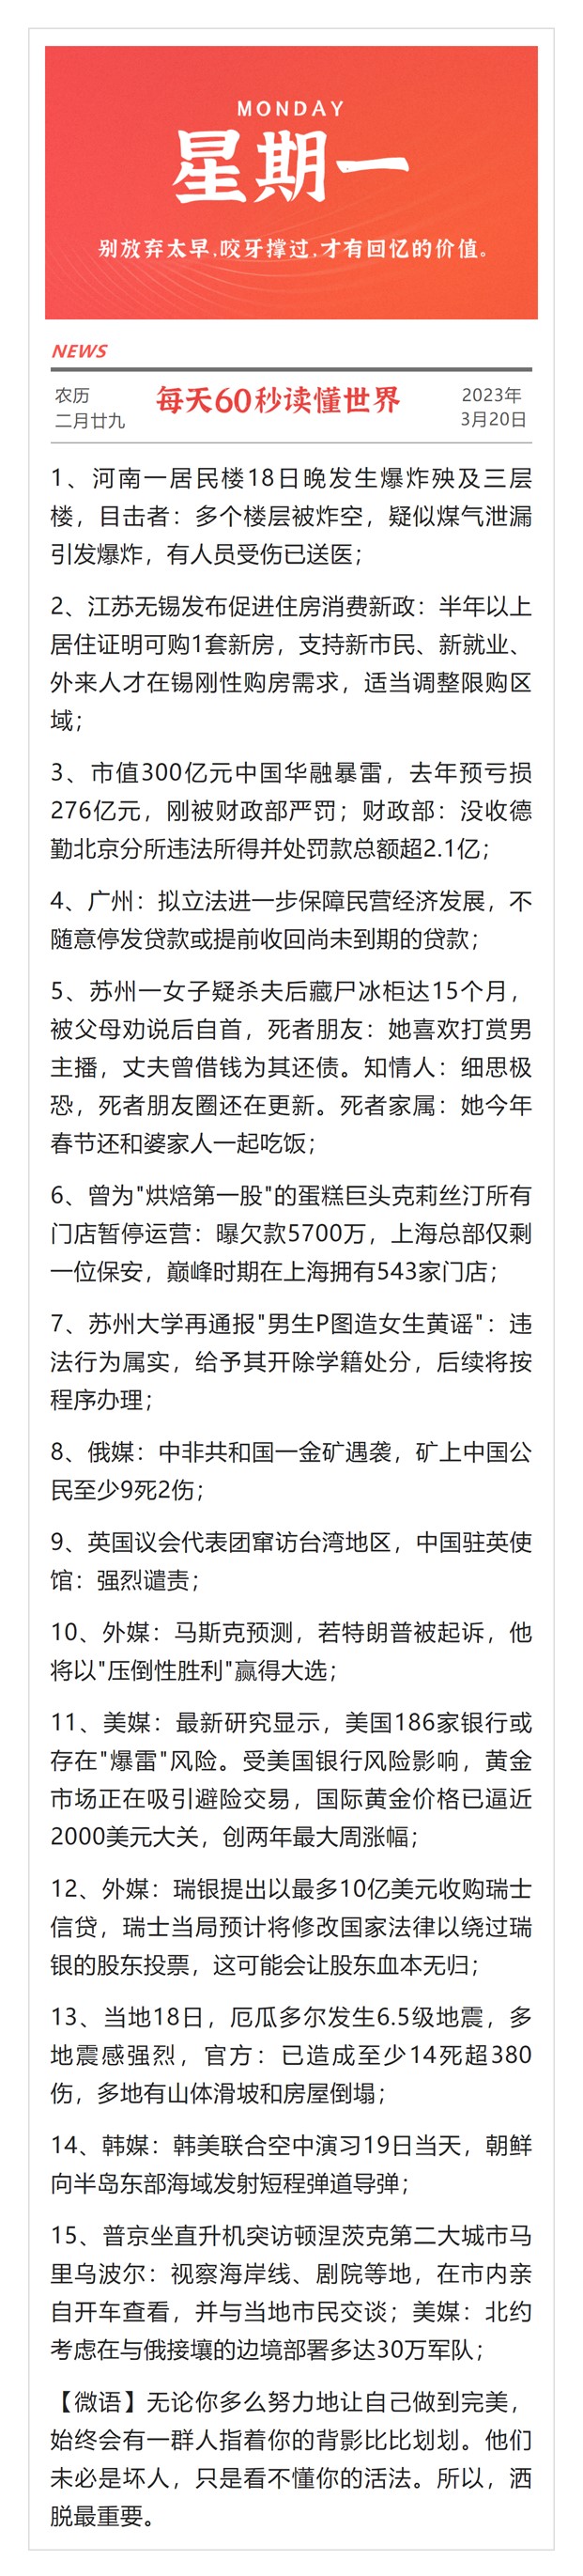 MONDAY
星期一
别放弃太早,咬牙撑过,才有回忆的价值。
NEWS
农历
二月廿九
每天60秒读懂世界
2023年
3月20日
1、河南一居民楼18日晚发生爆炸殃及三层
楼，目击者：多个楼层被炸空，疑似煤气泄漏
引发爆炸，有人员受伤已送医；
2、江苏无锡发布促进住房消费新政：半年以上
居住证明可购1套新房，支持新市民、新就业、
外来人才在锡刚性购房需求，适当调整限购区
域；
3、市值300亿元中国华融暴雷，去年预亏损
276亿元，刚被财政部严罚；财政部：没收德
勤北京分所违法所得并处罚款总额超2.1亿；
4、广州：拟立法进一步保障民营经济发展，不
随意停发贷款或提前收回尚未到期的贷款；
5、苏州一女子疑杀夫后藏尸冰柜达15个月，
被父母劝说后自首，死者朋友：她喜欢打赏男
主播，丈夫曾借钱为其还债。知情人：细思极
恐，死者朋友圈还在更新。死者家属：她今年
春节还和婆家人一起吃饭；
6、曾为"烘焙第一股"的蛋糕巨头克莉丝汀所有
门店暂停运营：曝欠款5700万，上海总部仅剩
一位保安，巅峰时期在上海拥有543家门店；
7、苏州大学再通报"男生P图造女生黄谣"：违
法行为属实，给予其开除学籍处分，后续将按
程序办理；
8、俄媒：中非共和国一金矿遇袭，矿上中国公
民至少9死2伤；
9、英国议会代表团窜访台湾地区，中国驻英使
馆：强烈谴责；
10、外媒：马斯克预测，若特朗普被起诉，他
将以"压倒性胜利"赢得大选；
11、美媒：最新研究显示，美国186家银行或
存在"爆雷"风险。受美国银行风险影响，黄金
市场正在吸引避险交易，国际黄金价格已逼近
2000美元大关，创两年最大周涨幅；
12、外媒：瑞银提出以最多10亿美元收购瑞士
信贷，瑞士当局预计将修改国家法律以绕过瑞
银的股东投票，这可能会让股东血本无归；
13、当地18日，厄瓜多尔发生6.5级地震，多
地震感强烈，官方：已造成至少14死超380
伤，多地有山体滑坡和房屋倒塌；
14、韩媒：韩美联合空中演习19日当天，朝鲜
向半岛东部海域发射短程弹道导弹；
15、普京坐直升机突访顿涅茨克第二大城市马
里乌波尔：视察海岸线、剧院等地，在市内亲
自开车查看，并与当地市民交谈；美媒：北约
考虑在与俄接壤的边境部署多达30万军队；
【微语】无论你多么努力地让自己做到完美，
始终会有一群人指着你的背影比比划划。他们
未必是坏人，只是看不懂你的活法。所以，洒
脱最重要。